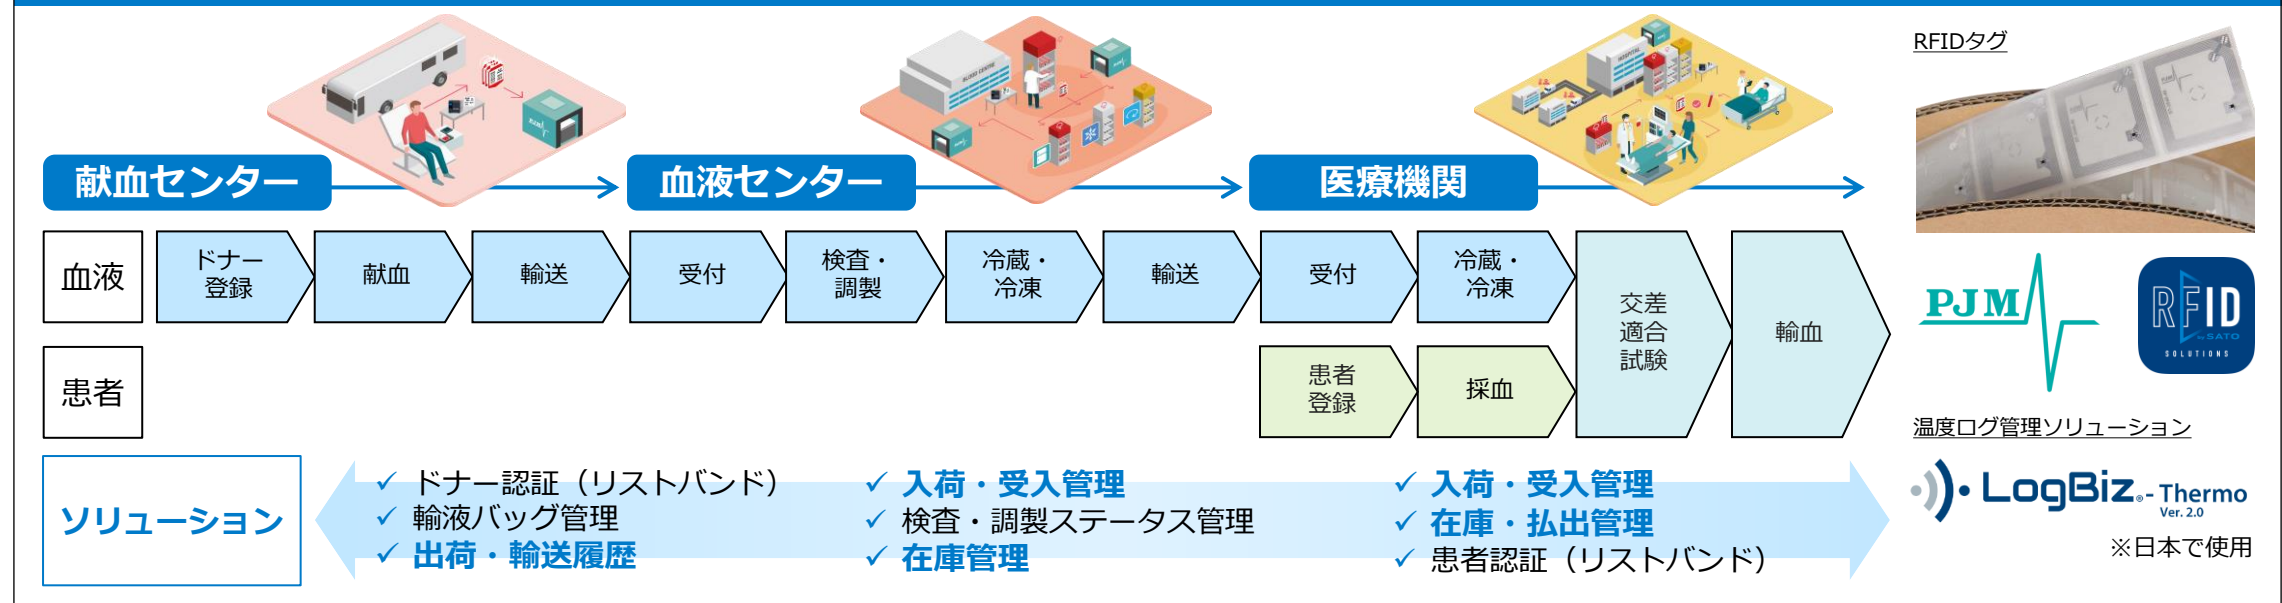 RFIDタグ
BLOOD CENTRE
HOSPITAL
献血センター
血液センター
医療機関
血液
ドナー
登録
献血
輸送
受付
検査・
調製
冷蔵・
冷凍
輸送
受付
冷蔵・
冷凍
交差
適合
試験
輸血
患者
患者
登録
採血
PJM
RFID
by SATO
SOLUTIONS
温度ログ管理ソリューション
LogBiz®-Thermo
Ver. 2.0
※日本で使用
ソリューション
✓ ドナー認証（リストバンド）
✓ 輸液バッグ管理
✓ 出荷・輸送履歴
✓ 入荷・受入管理
✓ 検査・調製ステータス管理
✓ 在庫管理
✓ 入荷・受入管理
✓ 在庫・払出管理
✓ 患者認証（リストバンド）